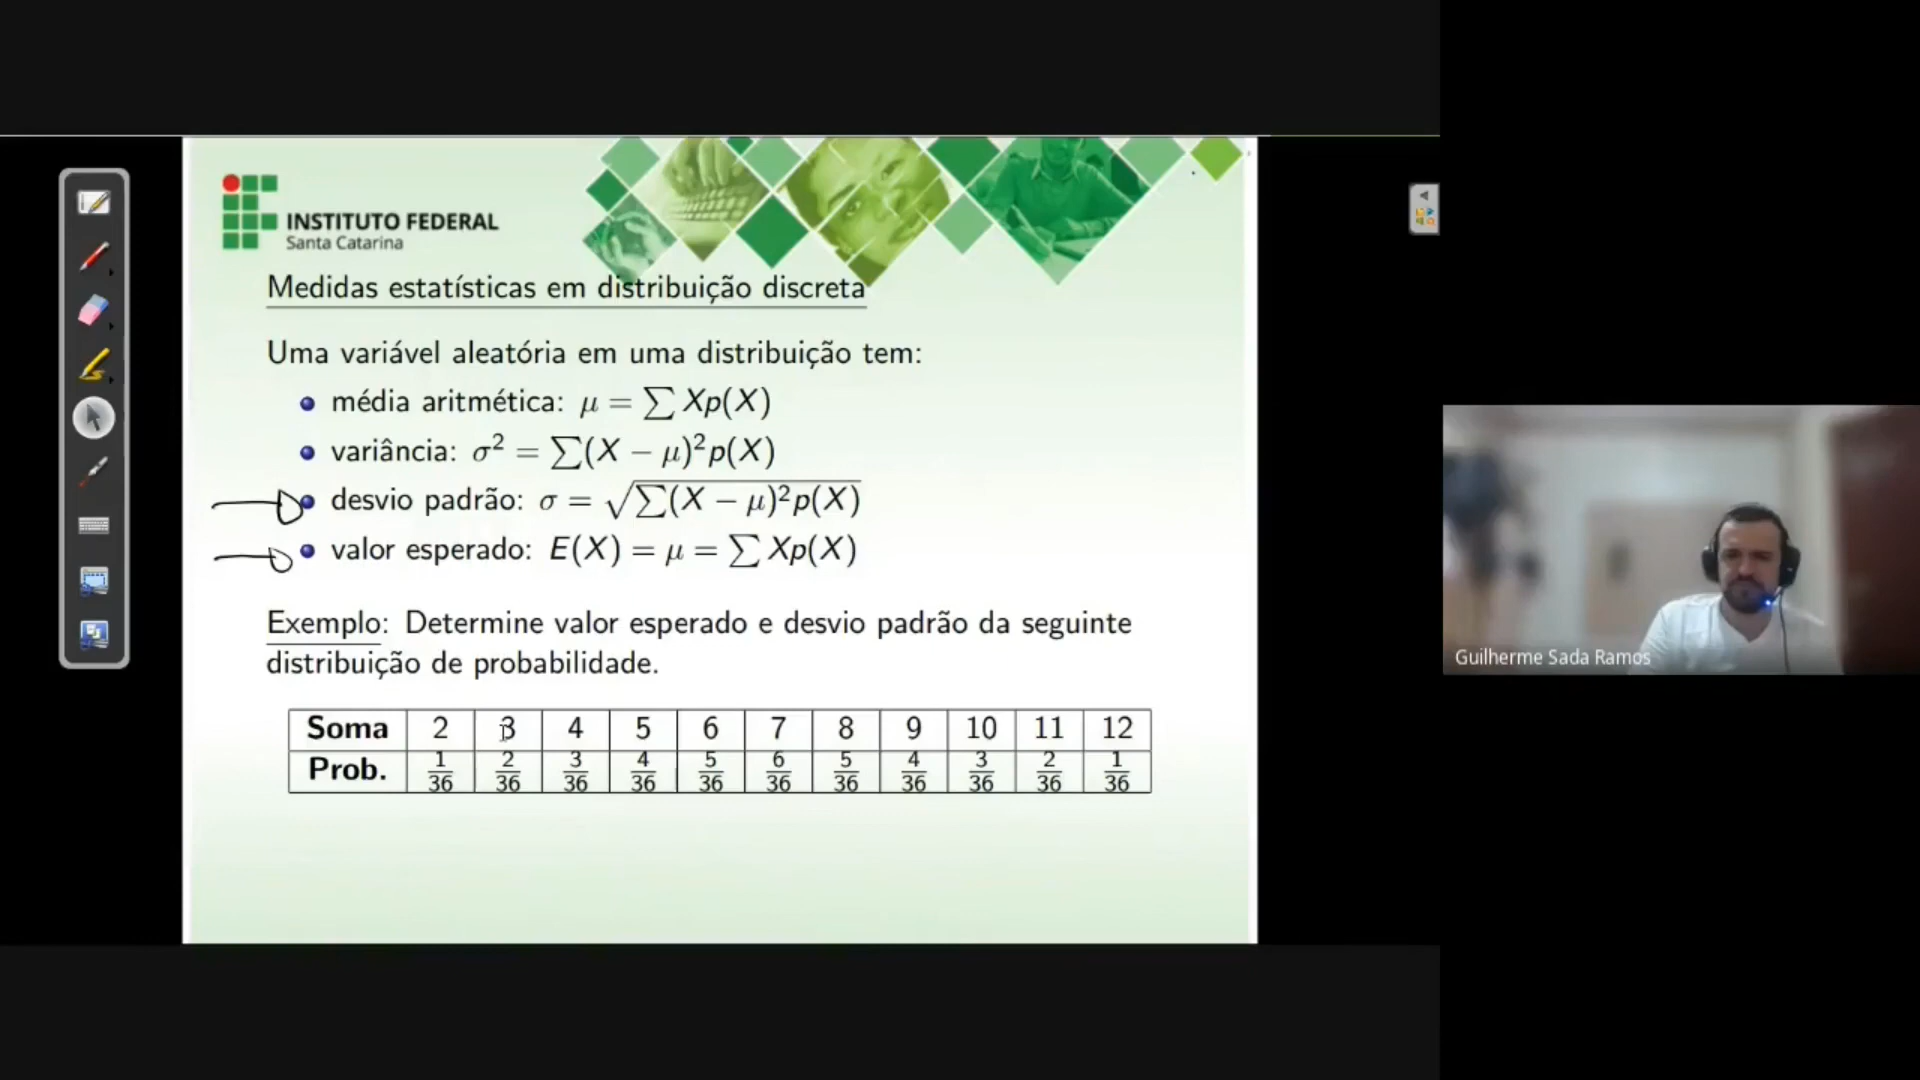 INSTITUTO FEDERAL
Santa Catarina
Medidas estatísticas em distribuição discreta
Uma variável aleatória em uma distribuição tem:
média aritmética: μ = ∑ Xp(X)
variância: σ² = ∑(X − μ)²p(X)
desvio padrão: σ = √∑(X − μ)²p(X)
valor esperado: E(X) = μ = ∑ Xp(X)
Exemplo: Determine valor esperado e desvio padrão da seguinte
distribuição de probabilidade.
Soma 2 3 4 5 6 7 8 9 10 11 12
Prob. 1/36 2/36 3/36 4/36 5/36 6/36 5/36 4/36 3/36 2/36 1/36
Guilherme Sada Ramos